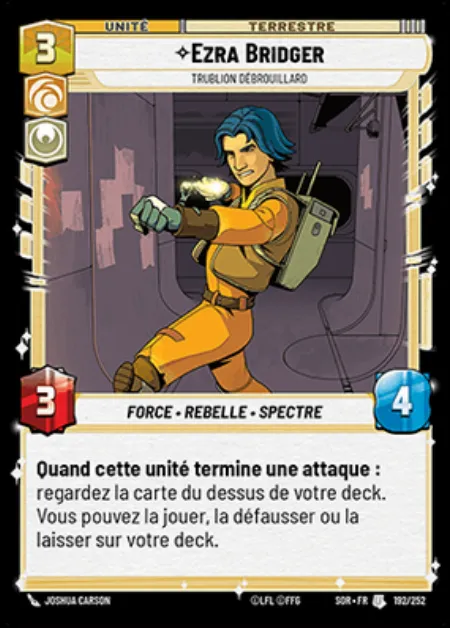 3
UNITÉ
TERRESTRE
EZRA BRIDGER
TRUBLION DÉBROUILLARD
3
FORCE • REBELLE • SPECTRE
4
Quand cette unité termine une attaque :
regardez la carte du dessus de votre deck.
Vous pouvez la jouer, la défausser ou la
laisser sur votre deck.
JOSHUA CARSON
©LFL ©FFG
SOR • FR
192/252